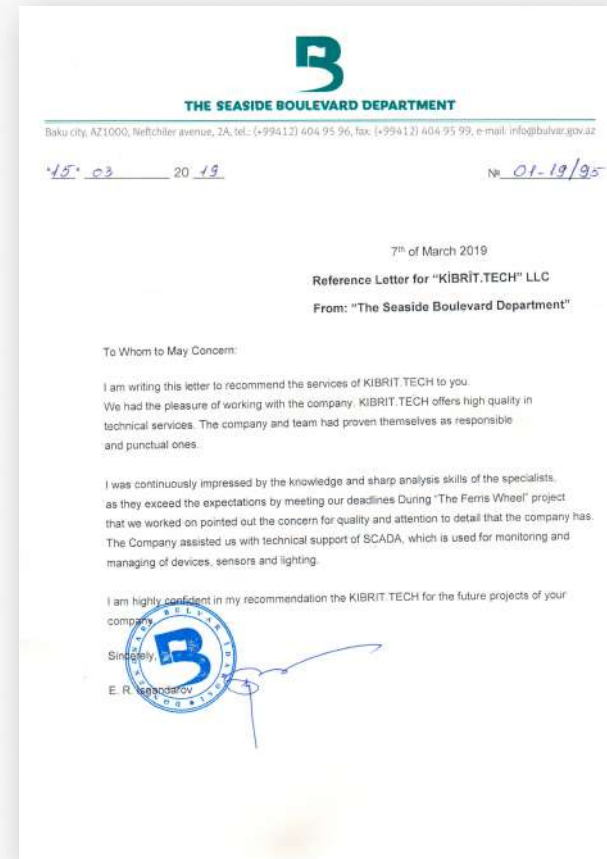 THE SEASIDE BOULEVARD DEPARTMENT
Baku city, AZ1000, Neftchiler avenue, 2A, tel.: (+99412) 404 95 96, fax: (+99412) 404 95 99, e-mail: info@bulvar.gov.az
"15" 03 20 19 № 01-19/95
7th of March 2019
Reference Letter for "KİBRİT.TECH" LLC
From: "The Seaside Boulevard Department"
To Whom to May Concern:
I am writing this letter to recommend the services of KIBRIT.TECH to you.
We had the pleasure of working with the company. KIBRIT.TECH offers high quality in
technical services. The company and team had proven themselves as responsible
and punctual ones.
I was continuously impressed by the knowledge and sharp analysis skills of the specialists,
as they exceed the expectations by meeting our deadlines During "The Ferris Wheel" project
that we worked on pointed out the concern for quality and attention to detail that the company has.
The Company assisted us with technical support of SCADA, which is used for monitoring and
managing of devices, sensors and lighting.
I am highly confident in my recommendation the KIBRIT.TECH for the future projects of your
company.
Sincerely,
E. R. Isgandarov
DƏNİZKƏNARI BULVAR İDARƏSİ